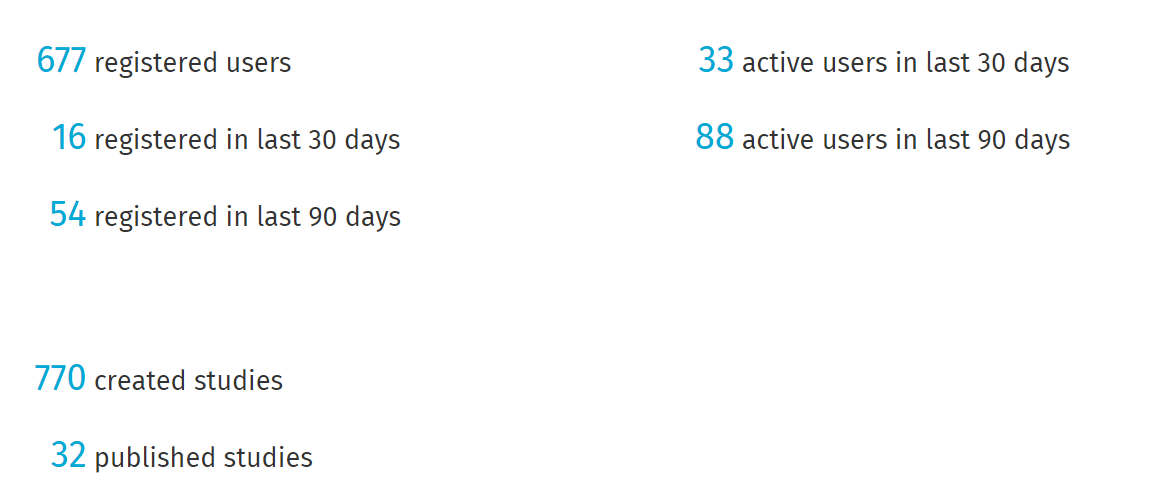 677 registered users
16 registered in last 30 days
54 registered in last 90 days
33 active users in last 30 days
88 active users in last 90 days
770 created studies
32 published studies